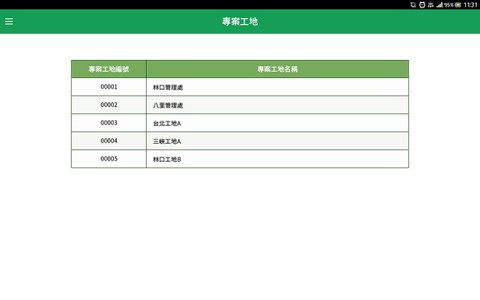 95% 11:31
專案工地
專案工地編號 專案工地名稱
00001 林口管理處
00002 八里管理處
00003 台北工地A
00004 三峽工地A
00005 林口工地B